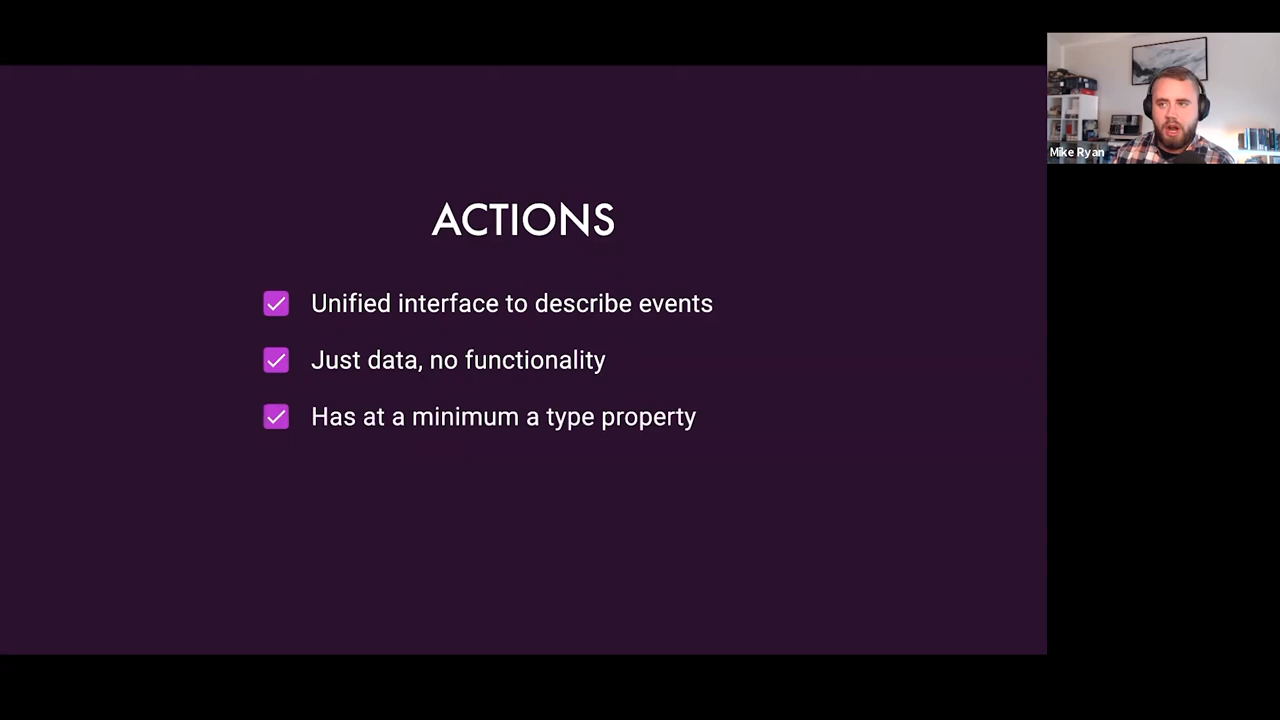 ACTIONS
Unified interface to describe events
Just data, no functionality
Has at a minimum a type property
Mike Ryan